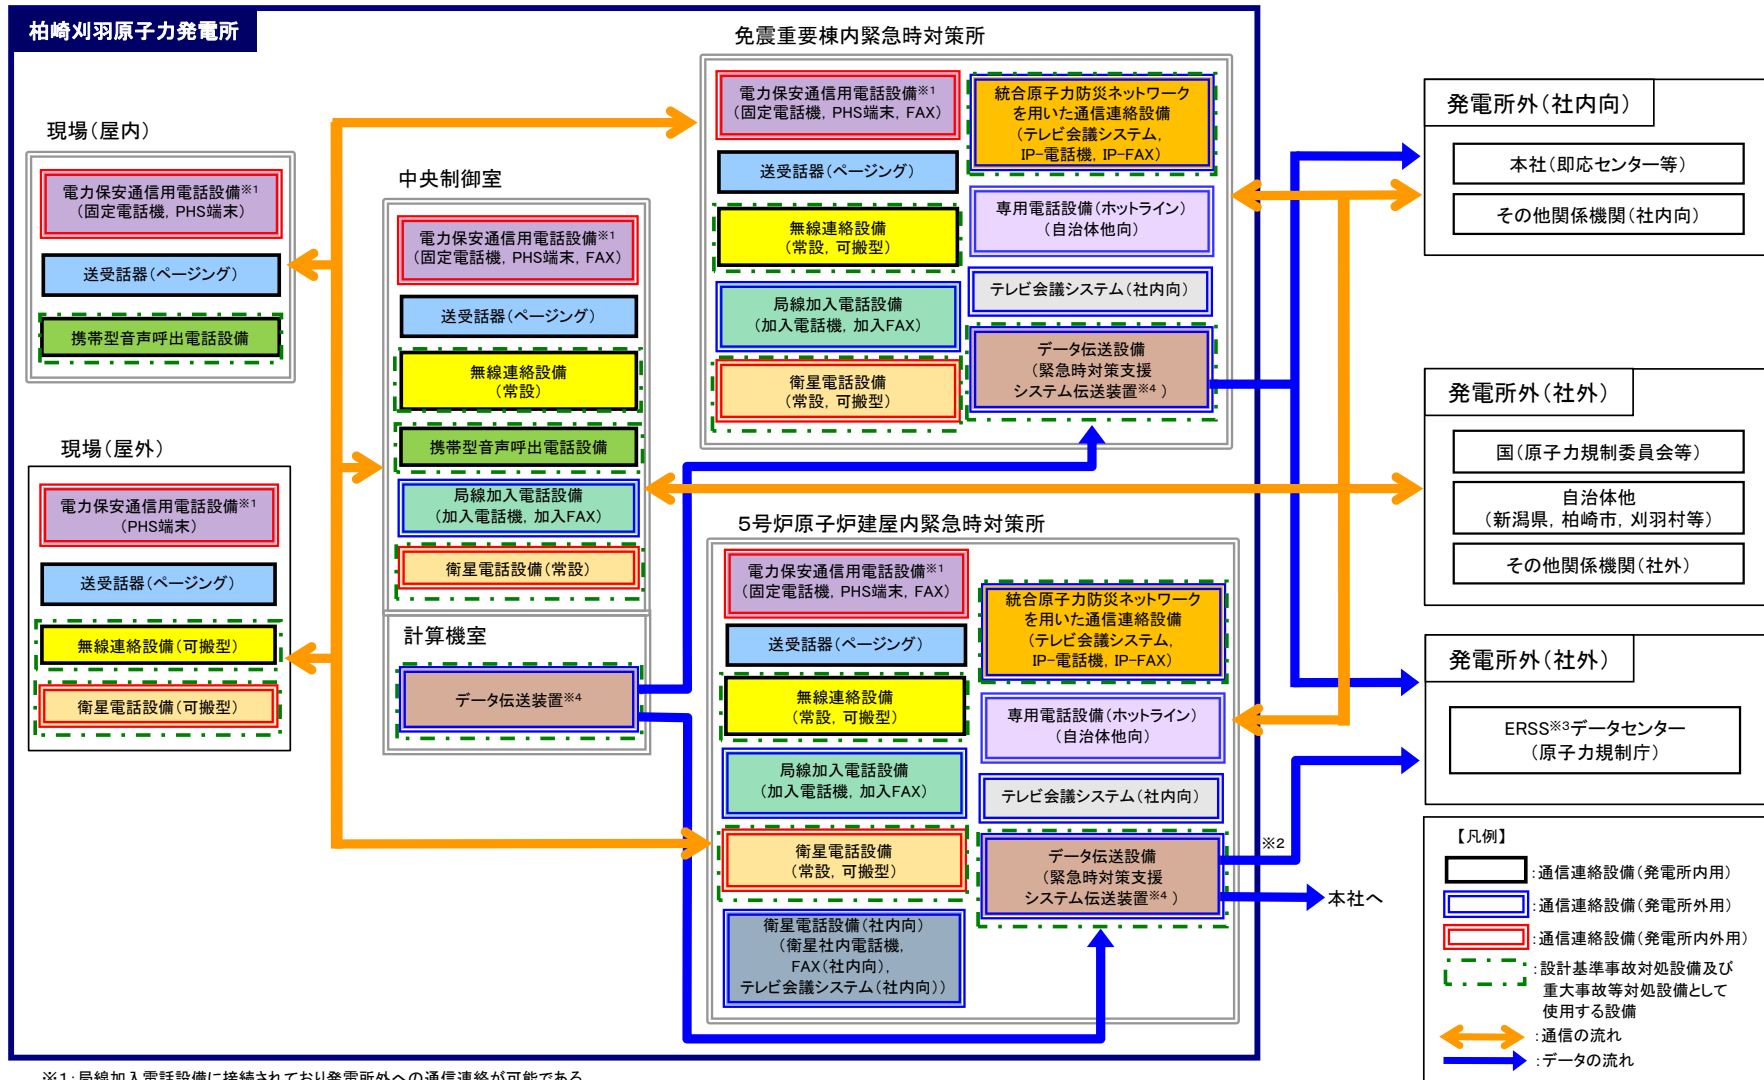 柏崎刈羽原子力発電所
現場(屋内)
電力保安通信用電話設備※1
(固定電話機, PHS端末)
送受話器(ページング)
携帯型音声呼出電話設備
現場(屋外)
電力保安通信用電話設備※1
(PHS端末)
送受話器(ページング)
無線連絡設備(可搬型)
衛星電話設備(可搬型)
中央制御室
電力保安通信用電話設備※1
(固定電話機, PHS端末, FAX)
送受話器(ページング)
無線連絡設備
(常設)
携帯型音声呼出電話設備
局線加入電話設備
(加入電話機, 加入FAX)
衛星電話設備(常設)
計算機室
データ伝送装置※4
免震重要棟内緊急時対策所
電力保安通信用電話設備※1
(固定電話機, PHS端末, FAX)
送受話器(ページング)
無線連絡設備
(常設, 可搬型)
局線加入電話設備
(加入電話機, 加入FAX)
衛星電話設備
(常設, 可搬型)
統合原子力防災ネットワーク
を用いた通信連絡設備
(テレビ会議システム,
IP-電話機, IP-FAX)
専用電話設備(ホットライン)
(自治体他向)
テレビ会議システム(社内向)
データ伝送設備
(緊急時対策支援
システム伝送装置※4 )
5号炉原子炉建屋内緊急時対策所
電力保安通信用電話設備※1
(固定電話機, PHS端末, FAX)
送受話器(ページング)
無線連絡設備
(常設, 可搬型)
局線加入電話設備
(加入電話機, 加入FAX)
衛星電話設備
(常設, 可搬型)
衛星電話設備(社内向)
(衛星社内電話機,
FAX(社内向),
テレビ会議システム(社内向))
統合原子力防災ネットワーク
を用いた通信連絡設備
(テレビ会議システム,
IP-電話機, IP-FAX)
専用電話設備(ホットライン)
(自治体他向)
テレビ会議システム(社内向)
データ伝送設備
(緊急時対策支援
システム伝送装置※4 )
※2
本社へ
発電所外(社内向)
本社(即応センター等)
その他関係機関(社内向)
発電所外(社外)
国(原子力規制委員会等)
自治体他
(新潟県, 柏崎市, 刈羽村等)
その他関係機関(社外)
発電所外(社外)
ERSS※3データセンター
(原子力規制庁)
【凡例】
:通信連絡設備(発電所内用)
:通信連絡設備(発電所外用)
:通信連絡設備(発電所内外用)
:設計基準事故対処設備及び
重大事故等対処設備として
使用する設備
:通信の流れ
:データの流れ
※1:局線加入電話設備に接続されており発電所外への通信連絡が可能である